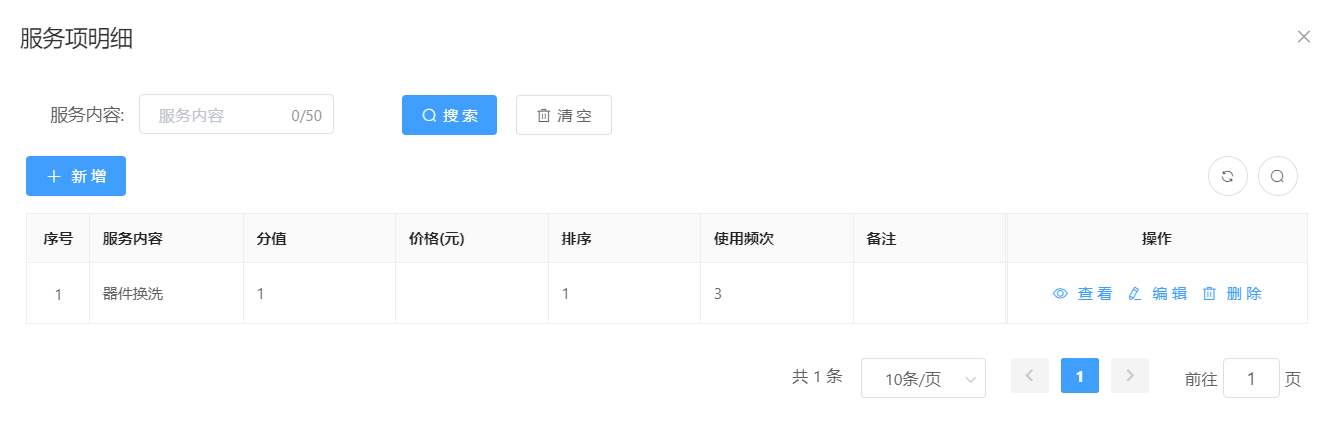 服务项明细
服务内容: 服务内容 0/50 搜索 清空
新增
序号 服务内容 分值 价格(元) 排序 使用频次 备注 操作
1 器件换洗 1 1 3 查看 编辑 删除
共 1 条 10条/页 1 前往 1 页